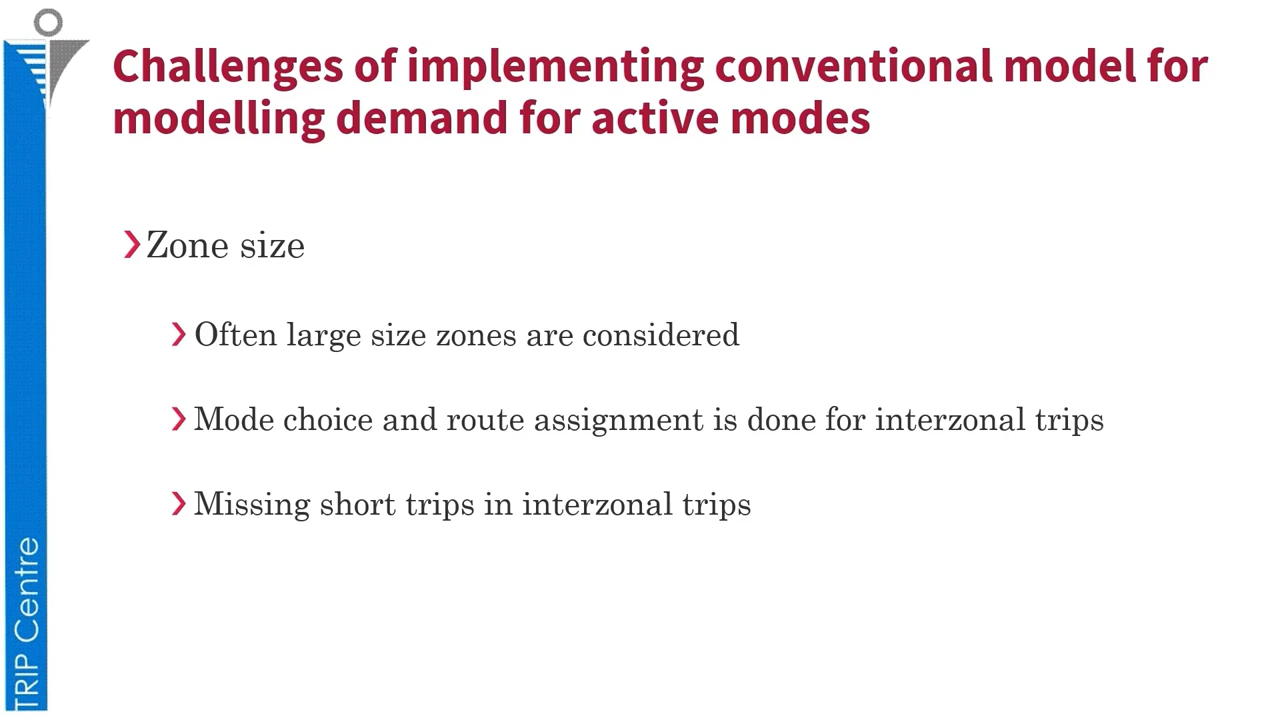 Challenges of implementing conventional model for
modelling demand for active modes
Zone size
Often large size zones are considered
Mode choice and route assignment is done for interzonal trips
Missing short trips in interzonal trips
TRIP Centre